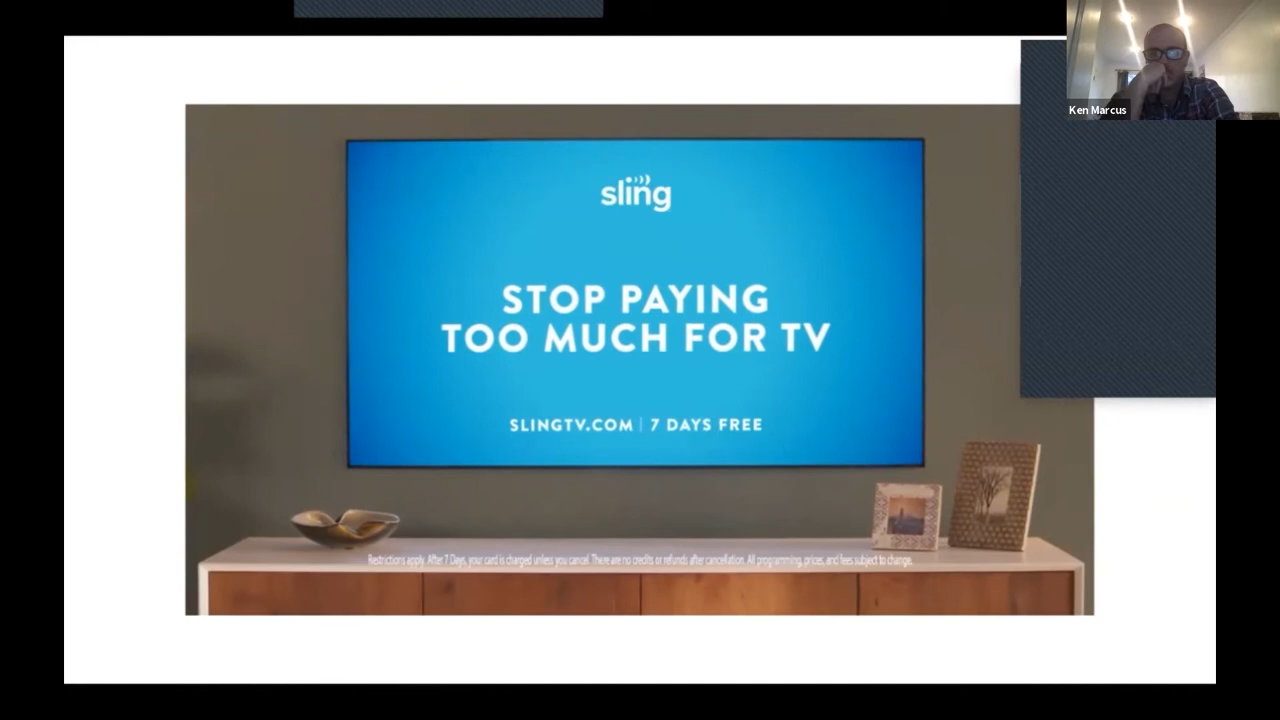 Ken Marcus
sling
STOP PAYING
TOO MUCH FOR TV
SLINGTV.COM | 7 DAYS FREE
Restrictions apply. After 7 Days, your card is charged unless you cancel. There are no credits or refunds after cancellation. All programming, prices, and fees subject to change.